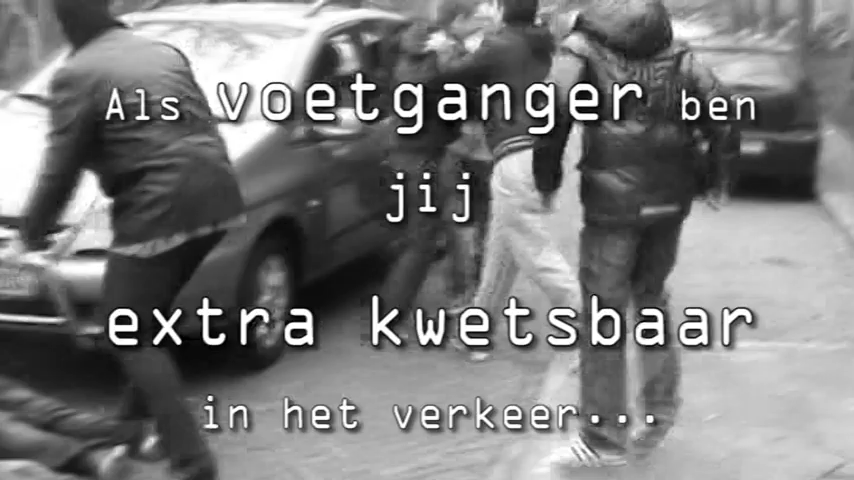 Als voetganger ben
jij
extra kwetsbaar
in het verkeer...